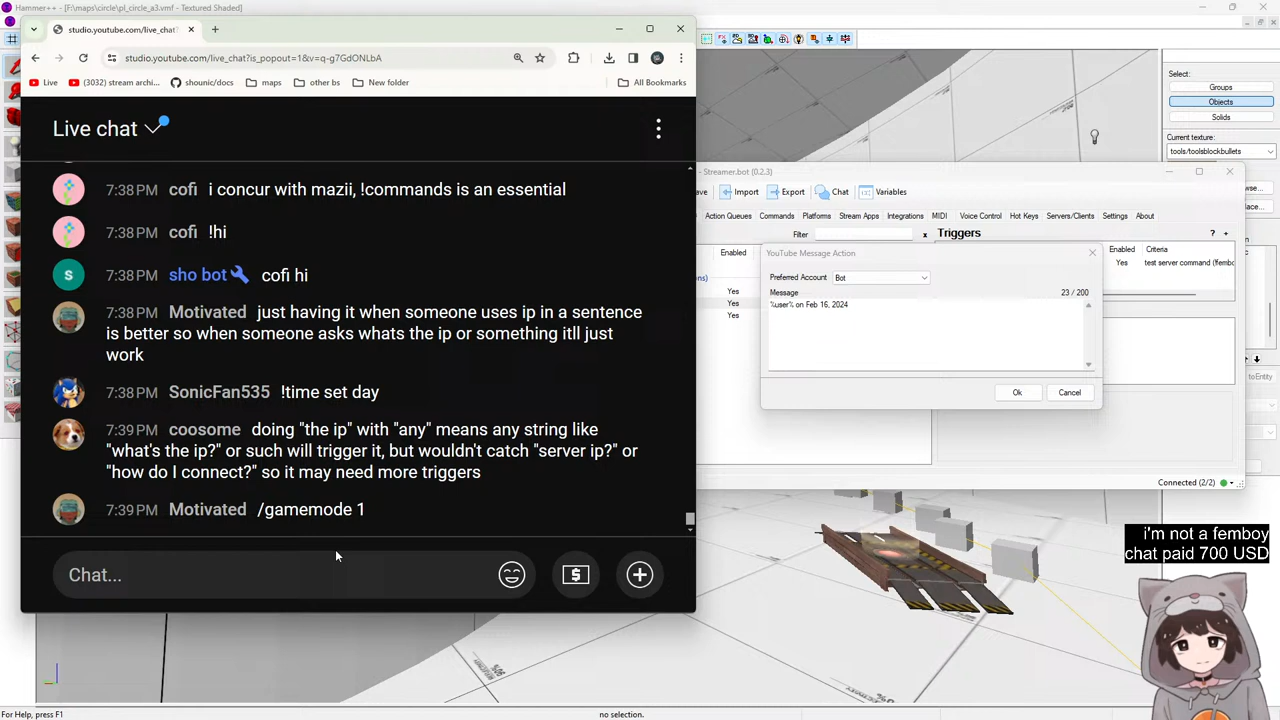 Hammer++ - [F:\maps\circle\pl_circle_a3.vmf - Textured Shaded]
studio.youtube.com/live_chat?
studio.youtube.com/live_chat?is_popout=1&v=q-g7GdONLbA
Live
(3032) stream archi...
shounic/docs
maps
other bs
New folder
All Bookmarks
Live chat
7:38 PM cofi i concur with mazii, !commands is an essential
7:38 PM cofi !hi
S
7:38 PM sho bot cofi hi
7:38 PM Motivated just having it when someone uses ip in a sentence
is better so when someone asks whats the ip or something itll just
work
7:38 PM SonicFan535 !time set day
7:39 PM coosome doing "the ip" with "any" means any string like
"what's the ip?" or such will trigger it, but wouldn't catch "server ip?" or
"how do I connect?" so it may need more triggers
7:39 PM Motivated /gamemode 1
Chat...
Select:
Groups
Objects
Solids
Current texture:
tools/toolsblockbullets
- Streamer.bot (0.2.3)
Import
Export
Chat
Variables
Action Queues
Commands
Platforms
Stream Apps
Integrations
MIDI
Voice Control
Hot Keys
Servers/Clients
Settings
About
Filter
x
Triggers
? +
Enabled
Enabled
Criteria
Yes
test server command (!femb
Yes
Yes
Yes
YouTube Message Action
Preferred Account
Bot
Message
23 / 200
%user% on Feb 16, 2024
Ok
Cancel
Connected (2/2)
toEntity
i'm not a femboy
chat paid 700 USD
For Help, press F1
no selection.